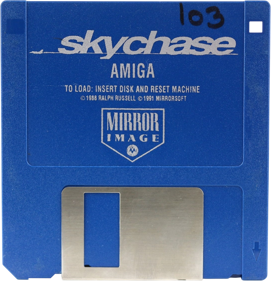 103
skychase
AMIGA
TO LOAD: INSERT DISK AND RESET MACHINE
© 1988 RALPH RUSSELL © 1991 MIRRORSOFT
MIRROR
IMAGE